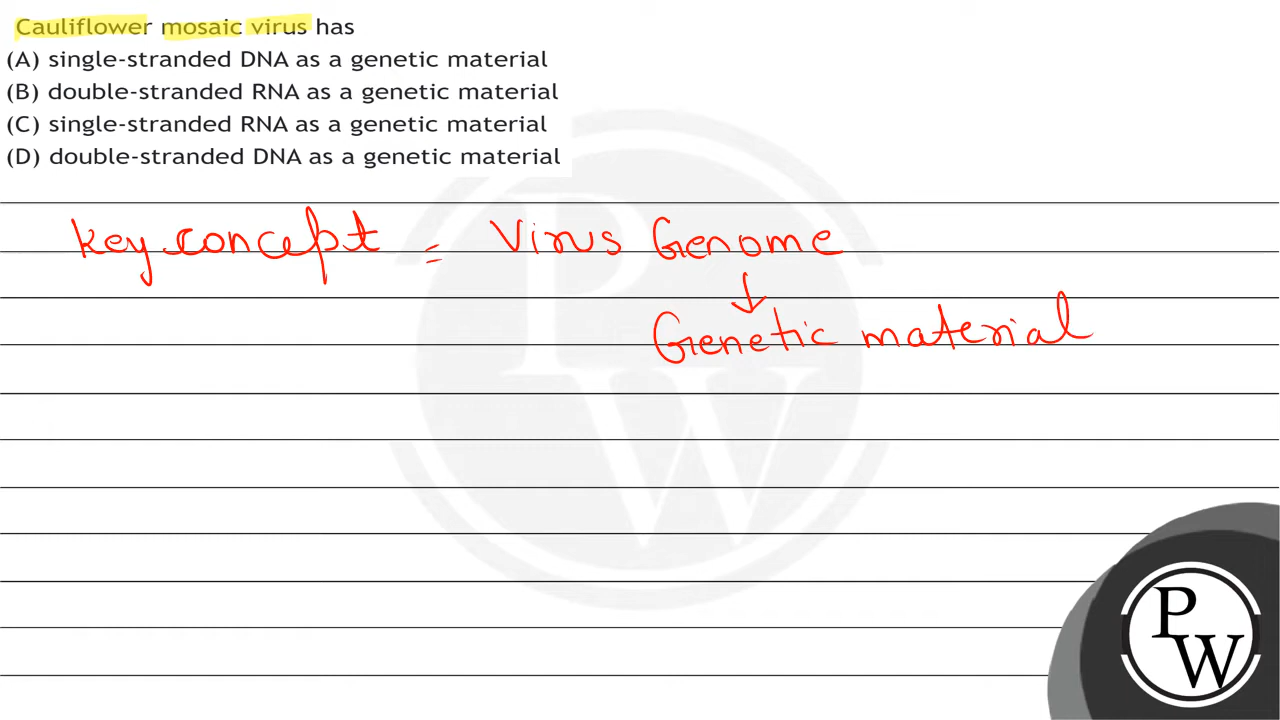 Cauliflower mosaic virus has
(A) single-stranded DNA as a genetic material
(B) double-stranded RNA as a genetic material
(C) single-stranded RNA as a genetic material
(D) double-stranded DNA as a genetic material
key concept = Virus Genome
↓
Genetic material
PW
PW